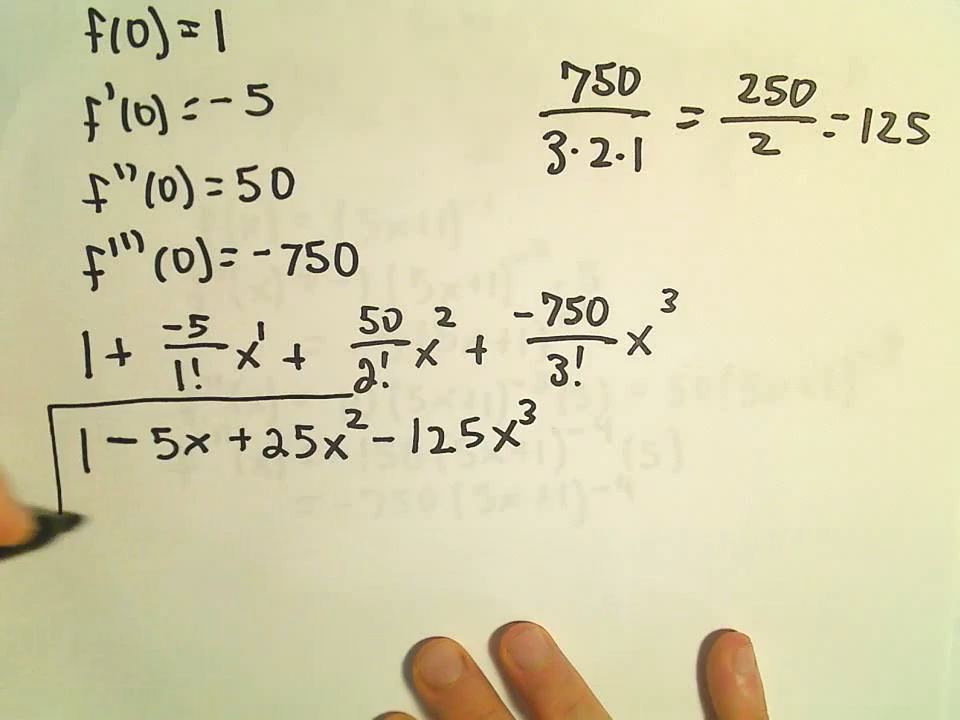 f(0) = 1
f'(0) = -5
f''(0) = 50
f'''(0) = -750
750/(3·2·1) = 250/2 = 125
1 + -5/1! x^1 + 50/2! x^2 + -750/3! x^3
1 - 5x + 25x^2 - 125x^3